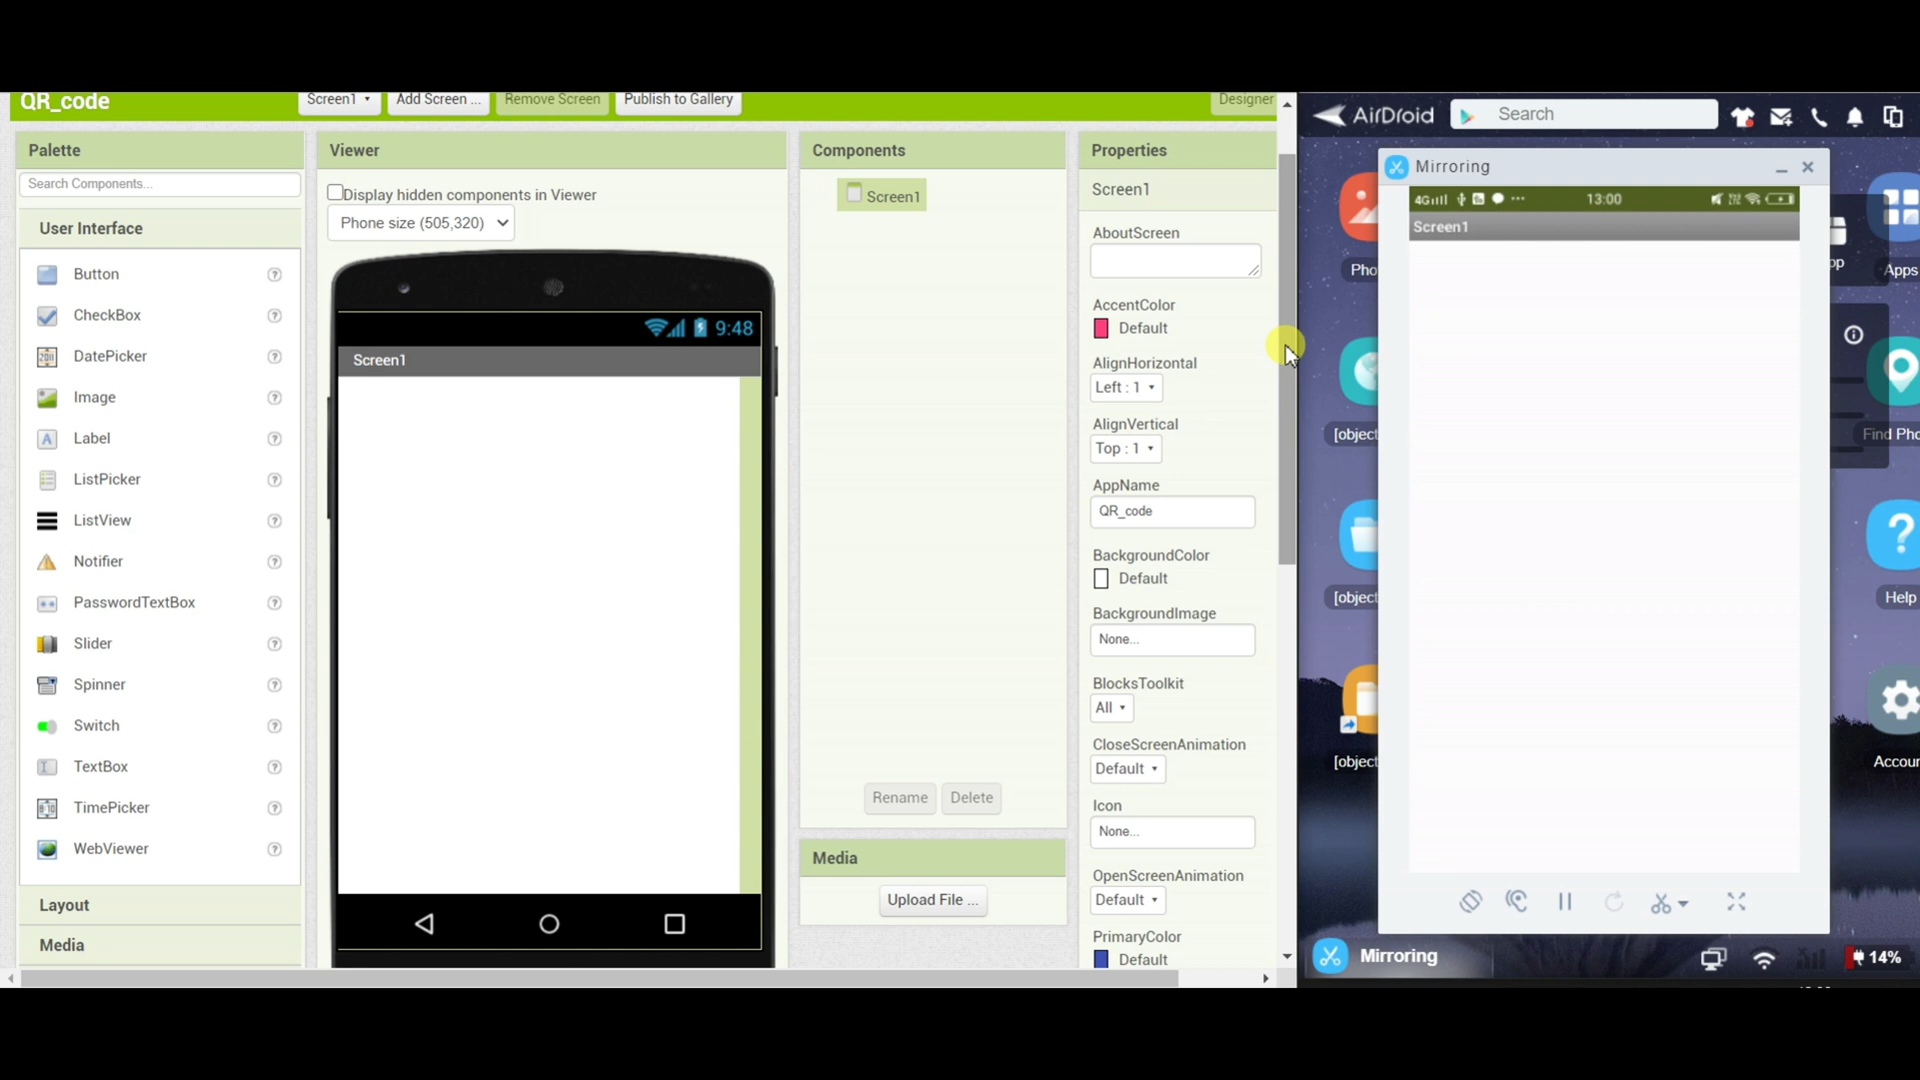 QR_code
Screen1
Add Screen ...
Remove Screen
Publish to Gallery
Designer
Palette
Search Components...
User Interface
Button
CheckBox
DatePicker
Image
Label
ListPicker
ListView
Notifier
PasswordTextBox
Slider
Spinner
Switch
TextBox
TimePicker
WebViewer
Layout
Media
Viewer
Display hidden components in Viewer
Phone size (505,320)
9:48
Screen1
Components
Screen1
Rename
Delete
Media
Upload File ...
Properties
Screen1
AboutScreen
AccentColor
Default
AlignHorizontal
Left : 1
AlignVertical
Top : 1
AppName
QR_code
BackgroundColor
Default
BackgroundImage
None...
BlocksToolkit
All
CloseScreenAnimation
Default
Icon
None...
OpenScreenAnimation
Default
PrimaryColor
Default
AirDroid
Search
Mirroring
4G
13:00
Screen1
Pho
[object
[object
[object
pp
Apps
Find Pho
Help
Accoun
Mirroring
14%